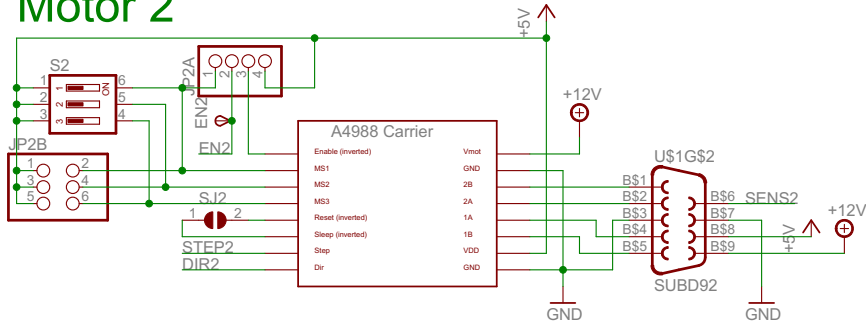 Motor 2
+5V
S2
1 6
2 5
3 4
1 2 3 ON
JP2A
1 2 3 4
EN2
EN2
JP2B
1 2
3 4
5 6
SJ2
1 2
STEP2
DIR2
A4988 Carrier
Enable (inverted) Vmot
MS1 GND
MS2 2B
MS3 2A
Reset (inverted) 1A
Sleep (inverted) 1B
Step VDD
Dir GND
+12V
U$1G$2
B$1
B$2 B$6 SENS2
B$3 B$7
B$4 B$8
B$5 B$9
+5V
+12V
SUBD92
GND
GND